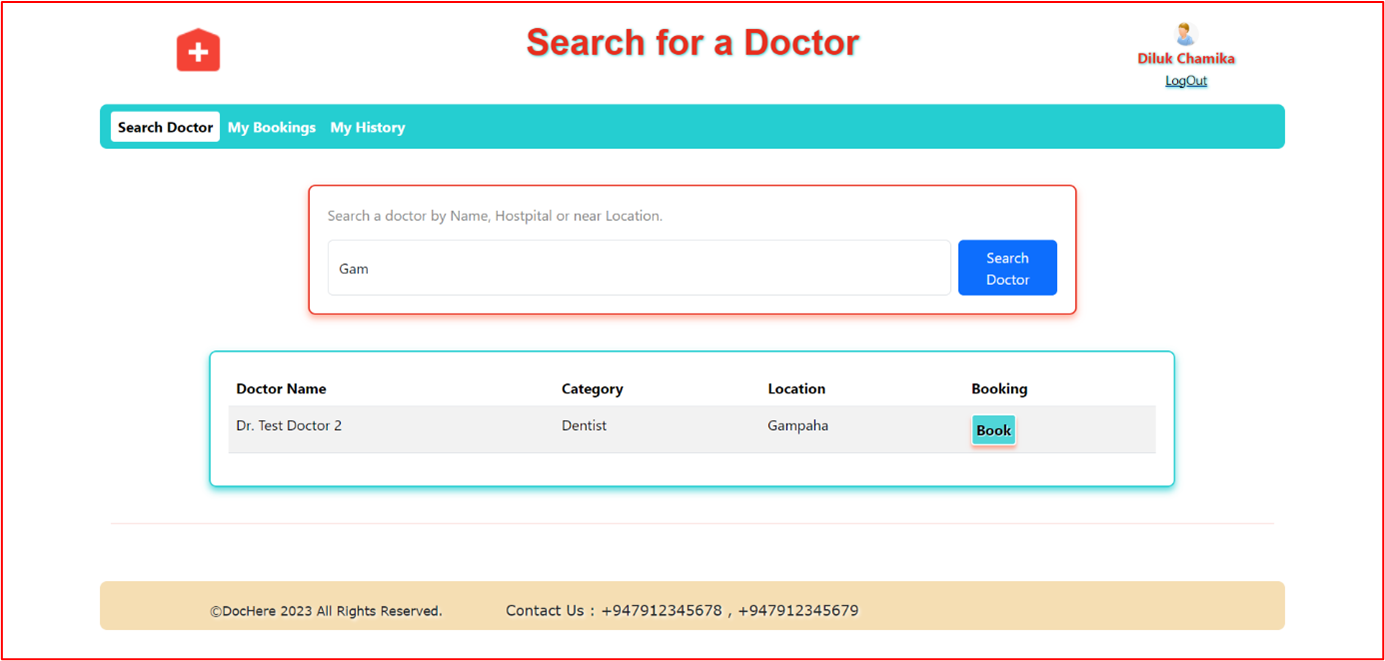 Search for a Doctor
Diluk Chamika
LogOut
Search Doctor My Bookings My History
Search a doctor by Name, Hostpital or near Location.
Gam
Search
Doctor
Doctor Name Category Location Booking
Dr. Test Doctor 2 Dentist Gampaha Book
©DocHere 2023 All Rights Reserved. Contact Us : +947912345678 , +947912345679